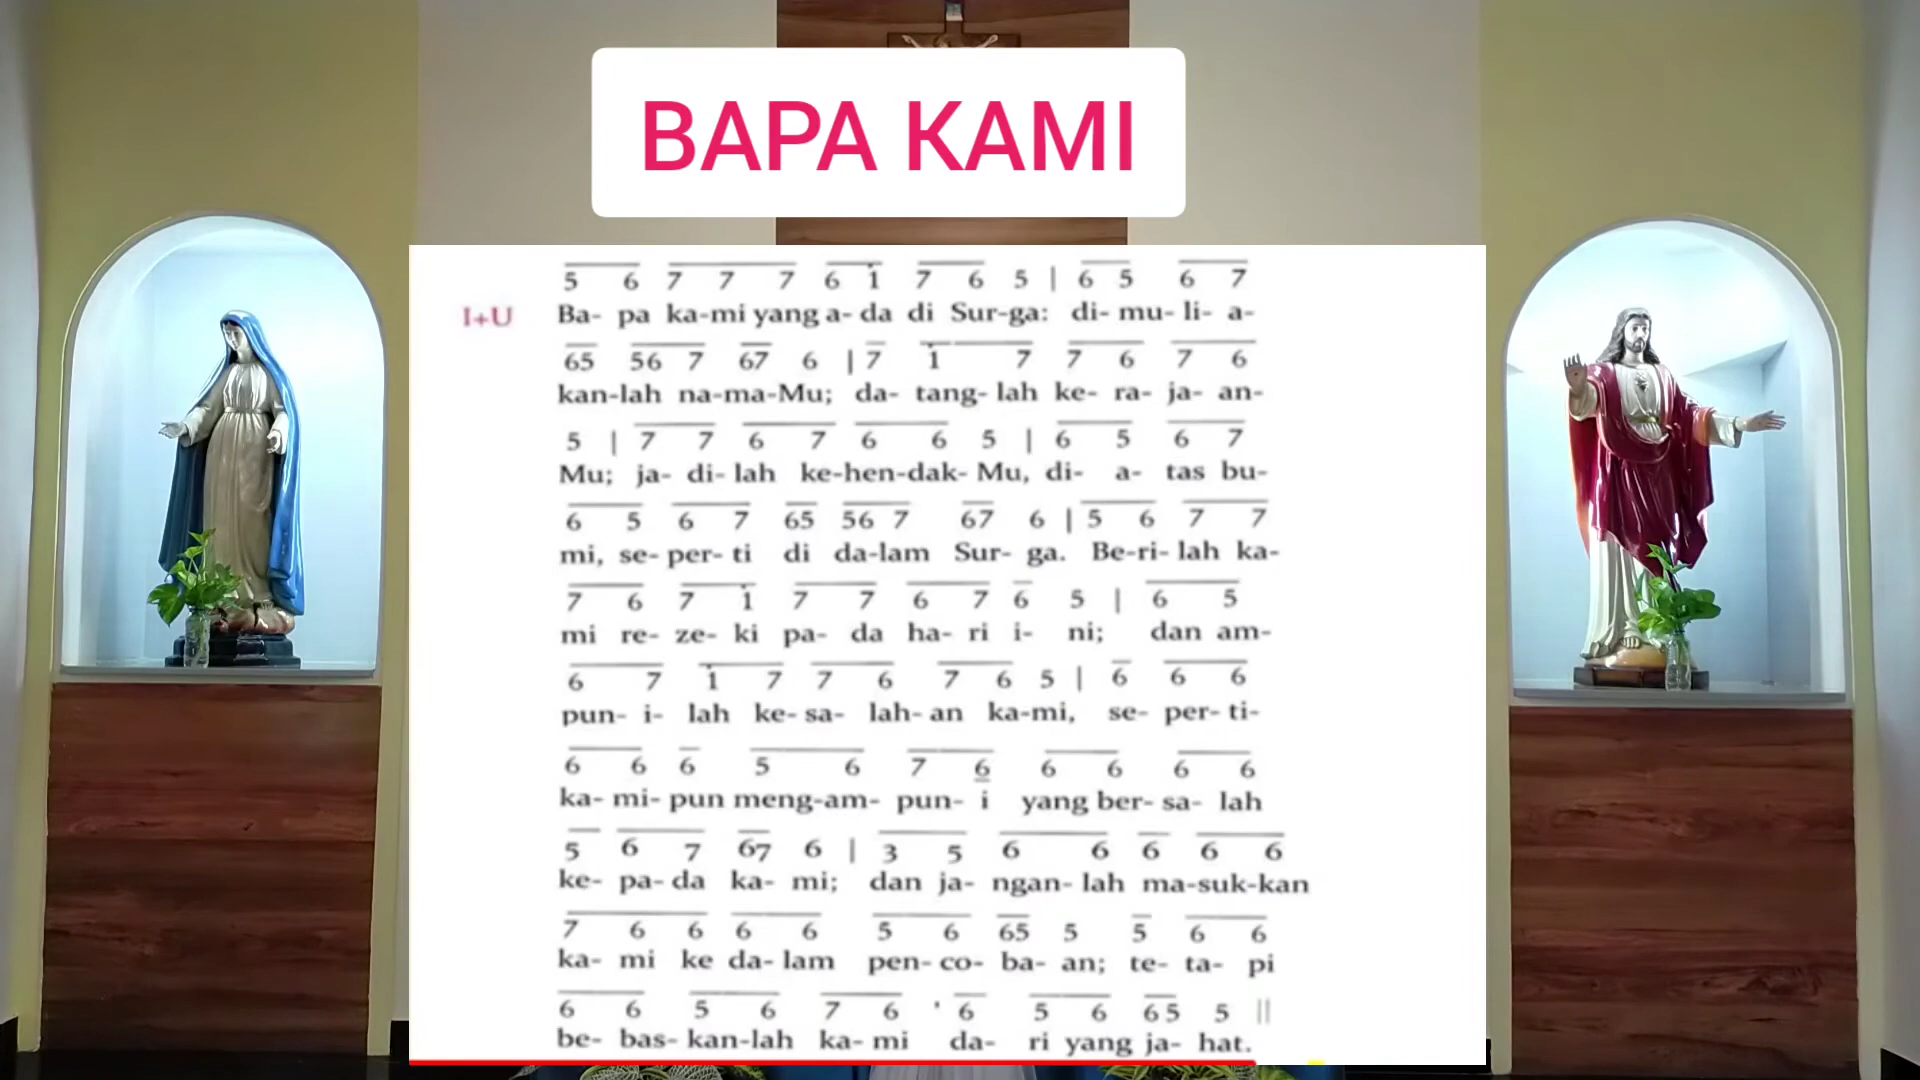 BAPA KAMI
5 6 7 7 7 6 1̇ 7 6 5 | 6 5 6 7
I+U Ba- pa ka-mi yang a- da di Sur-ga: di- mu- li- a-
65 56 7 67 6 | 7 1̇ 7 7 6 7 6
kan-lah na-ma-Mu; da- tang- lah ke- ra- ja- an-
5 | 7 7 6 7 6 6 5 | 6 5 6 7
Mu; ja- di- lah ke-hen-dak- Mu, di- a- tas bu-
6 5 6 7 65 56 7 67 6 | 5 6 7 7
mi, se- per- ti di da-lam Sur- ga. Be-ri- lah ka-
7 6 7 1̇ 7 7 6 7 6 5 | 6 5
mi re- ze- ki pa- da ha- ri i- ni; dan am-
6 7 1̇ 7 7 6 7 6 5 | 6 6 6
pun- i- lah ke- sa- lah- an ka-mi, se- per- ti-
6 6 6 5 6 7 6 6 6 6 6
ka- mi- pun meng-am- pun- i yang ber- sa- lah
5 6 7 67 6 | 3 5 6 6 6 6 6
ke- pa- da ka- mi; dan ja- ngan- lah ma-suk-kan
7 6 6 6 6 5 6 65 5 5 6 6
ka- mi ke da- lam pen- co- ba- an; te- ta- pi
6 6 5 6 7 6 ' 6 5 6 65 5 ||
be- bas- kan-lah ka- mi da- ri yang ja- hat.